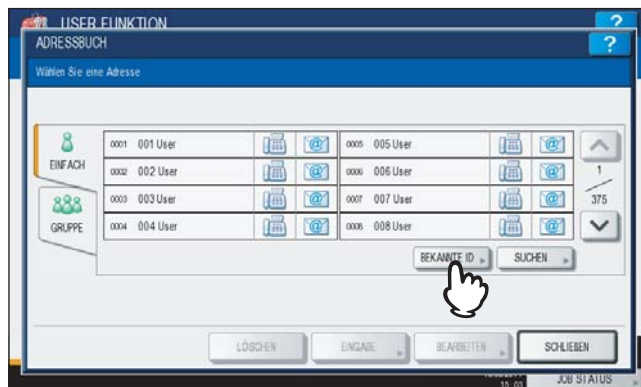 USER FUNKTION
?
ADRESSBUCH
?
Wählen Sie eine Adresse
EINFACH
GRUPPE
0001 001 User @ 0005 005 User @
0002 002 User @ 0006 006 User @
0003 003 User @ 0007 007 User @
0004 004 User @ 0008 008 User @
1
375
BEKANNTE ID
SUCHEN
LÖSCHEN
EINGABE
BEARBEITEN
SCHLIEßEN
JOB STATUS